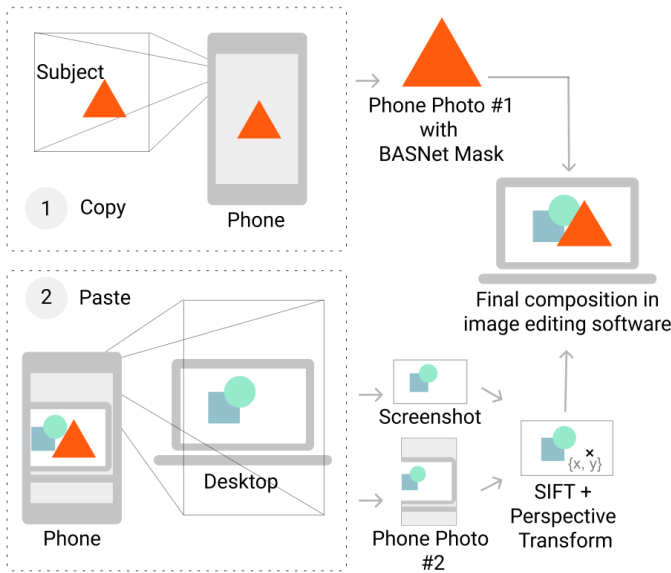 Subject
1 Copy
Phone
Phone Photo #1
with
BASNet Mask
2 Paste
Phone
Desktop
Final composition in
image editing software
Screenshot
Phone Photo
#2
×
{x, y}
SIFT +
Perspective
Transform